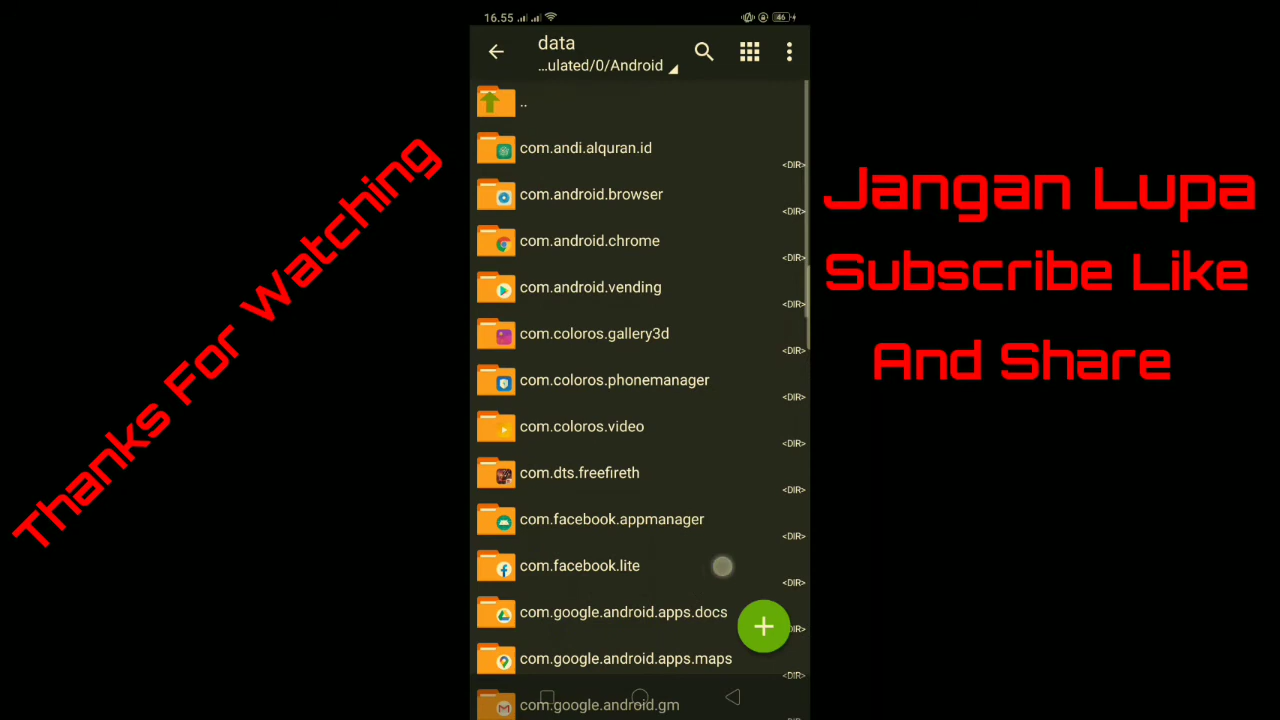 Thanks For Watching
16.55
46
data
...ulated/0/Android
..
com.andi.alquran.id
<DIR>
com.android.browser
<DIR>
com.android.chrome
<DIR>
com.android.vending
<DIR>
com.coloros.gallery3d
<DIR>
com.coloros.phonemanager
<DIR>
com.coloros.video
<DIR>
com.dts.freefireth
<DIR>
com.facebook.appmanager
<DIR>
com.facebook.lite
<DIR>
com.google.android.apps.docs
DIR>
com.google.android.apps.maps
<DIR>
com.google.android.gm
Jangan Lupa
Subscribe Like
And Share